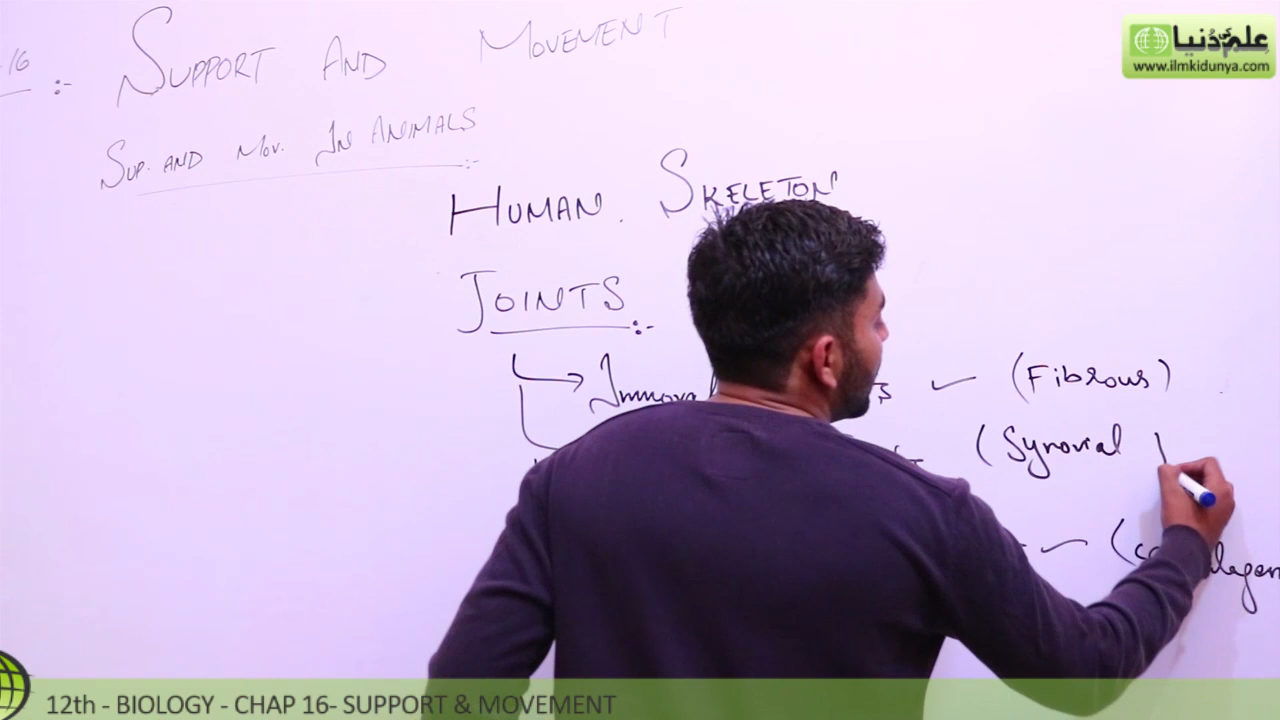 -16 :- SUPPORT AND MOVEMENT
SUP. AND MOV. IN ANIMALS :-
HUMAN. SKELETON
JOINTS :-
(Fibrous)
(Synovial )
علم کی دُنیا
www.ilmkidunya.com
12th - BIOLOGY - CHAP 16- SUPPORT & MOVEMENT